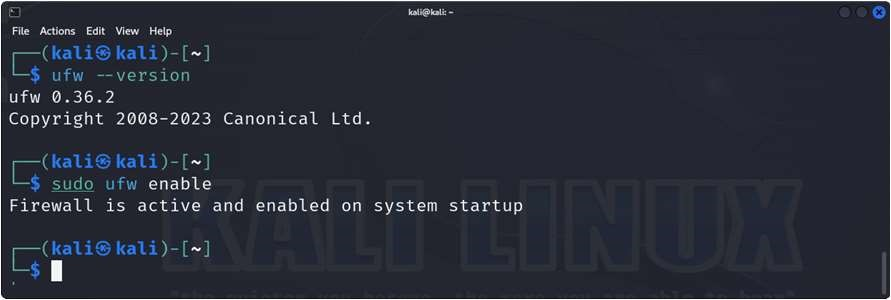 kali@kali: ~
File Actions Edit View Help
┌──(kali㉿kali)-[~]
└─$ ufw --version
ufw 0.36.2
Copyright 2008-2023 Canonical Ltd.
┌──(kali㉿kali)-[~]
└─$ sudo ufw enable
Firewall is active and enabled on system startup
┌──(kali㉿kali)-[~]
└─$
KALI LINUX